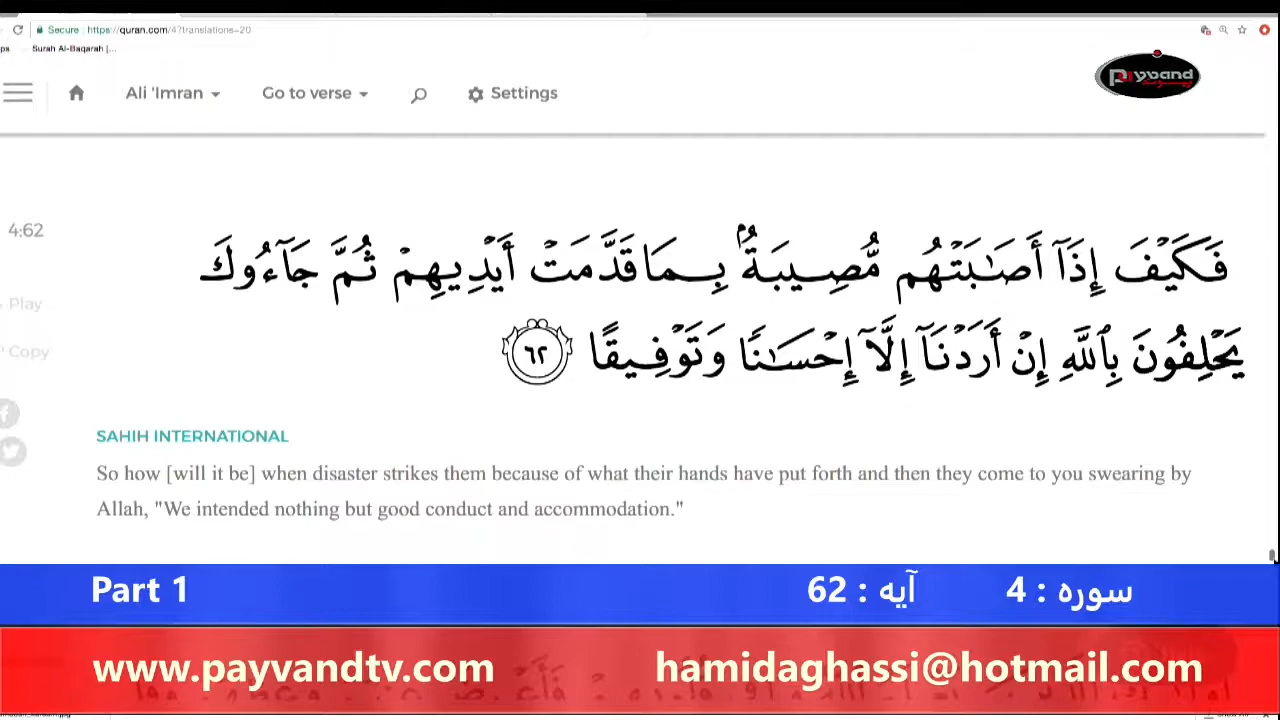 Secure https://quran.com/4?translations=20
Surah Al-Baqarah |...
Payvand
Ali 'Imran Go to verse Settings
4:62
فَكَيْفَ إِذَآ أَصَـٰبَتْهُم مُّصِيبَةٌۢ بِمَا قَدَّمَتْ أَيْدِيهِمْ ثُمَّ جَآءُوكَ
يَحْلِفُونَ بِٱللَّهِ إِنْ أَرَدْنَآ إِلَّآ إِحْسَـٰنًا وَتَوْفِيقًا ٦٢
Play
Copy
SAHIH INTERNATIONAL
So how [will it be] when disaster strikes them because of what their hands have put forth and then they come to you swearing by
Allah, "We intended nothing but good conduct and accommodation."
Part 1 آیه : 62 سوره : 4
www.payvandtv.com hamidaghassi@hotmail.com